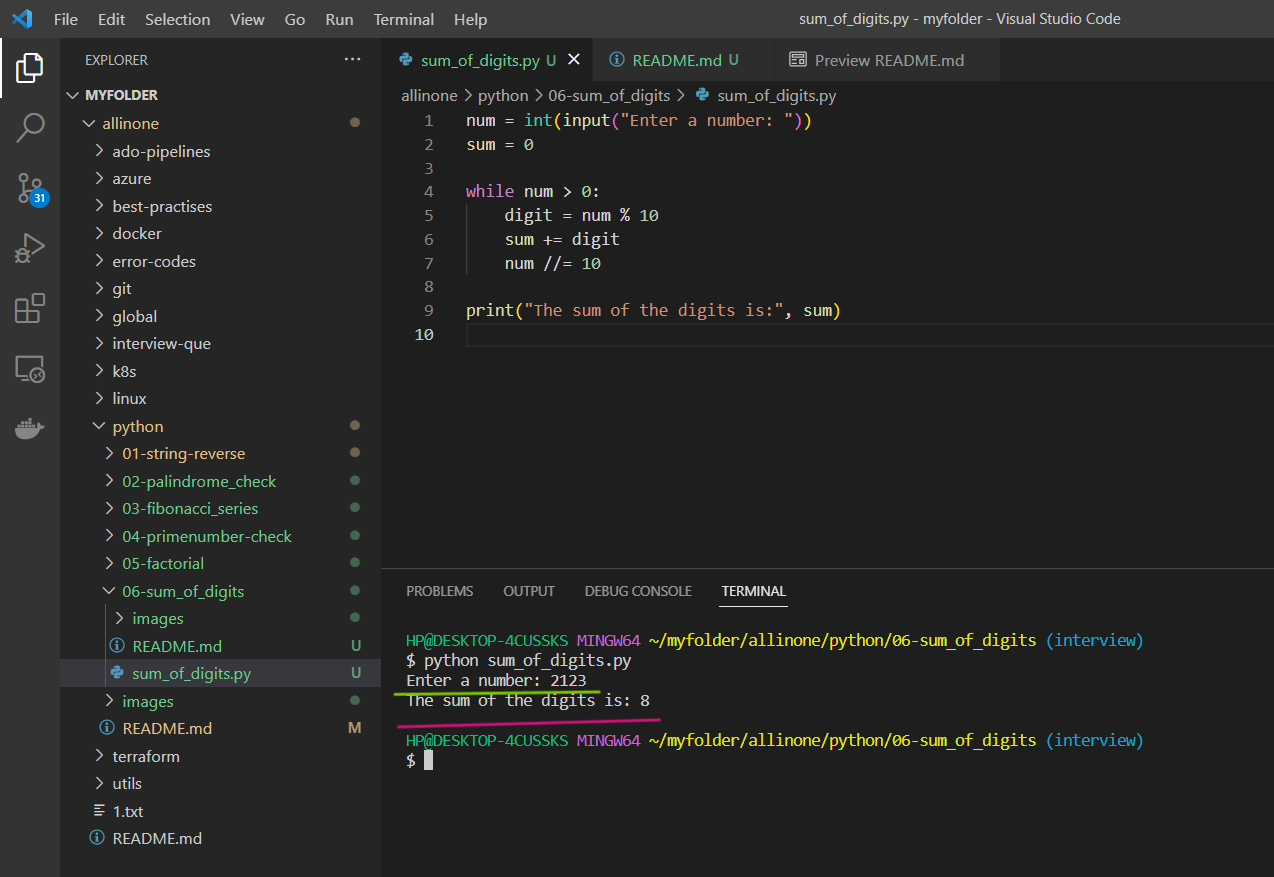 File Edit Selection View Go Run Terminal Help sum_of_digits.py - myfolder - Visual Studio Code
EXPLORER ···
MYFOLDER
allinone
ado-pipelines
azure
31
best-practises
docker
error-codes
git
global
interview-que
k8s
linux
python
01-string-reverse
02-palindrome_check
03-fibonacci_series
04-primenumber-check
05-factorial
06-sum_of_digits
images
README.md U
sum_of_digits.py U
images
README.md M
terraform
utils
1.txt
README.md
sum_of_digits.py U README.md U Preview README.md
allinone > python > 06-sum_of_digits > sum_of_digits.py
1 num = int(input("Enter a number: "))
2 sum = 0
3
4 while num > 0:
5 digit = num % 10
6 sum += digit
7 num //= 10
8
9 print("The sum of the digits is:", sum)
10
PROBLEMS OUTPUT DEBUG CONSOLE TERMINAL
HP@DESKTOP-4CUSSKS MINGW64 ~/myfolder/allinone/python/06-sum_of_digits (interview)
$ python sum_of_digits.py
Enter a number: 2123
The sum of the digits is: 8
HP@DESKTOP-4CUSSKS MINGW64 ~/myfolder/allinone/python/06-sum_of_digits (interview)
$